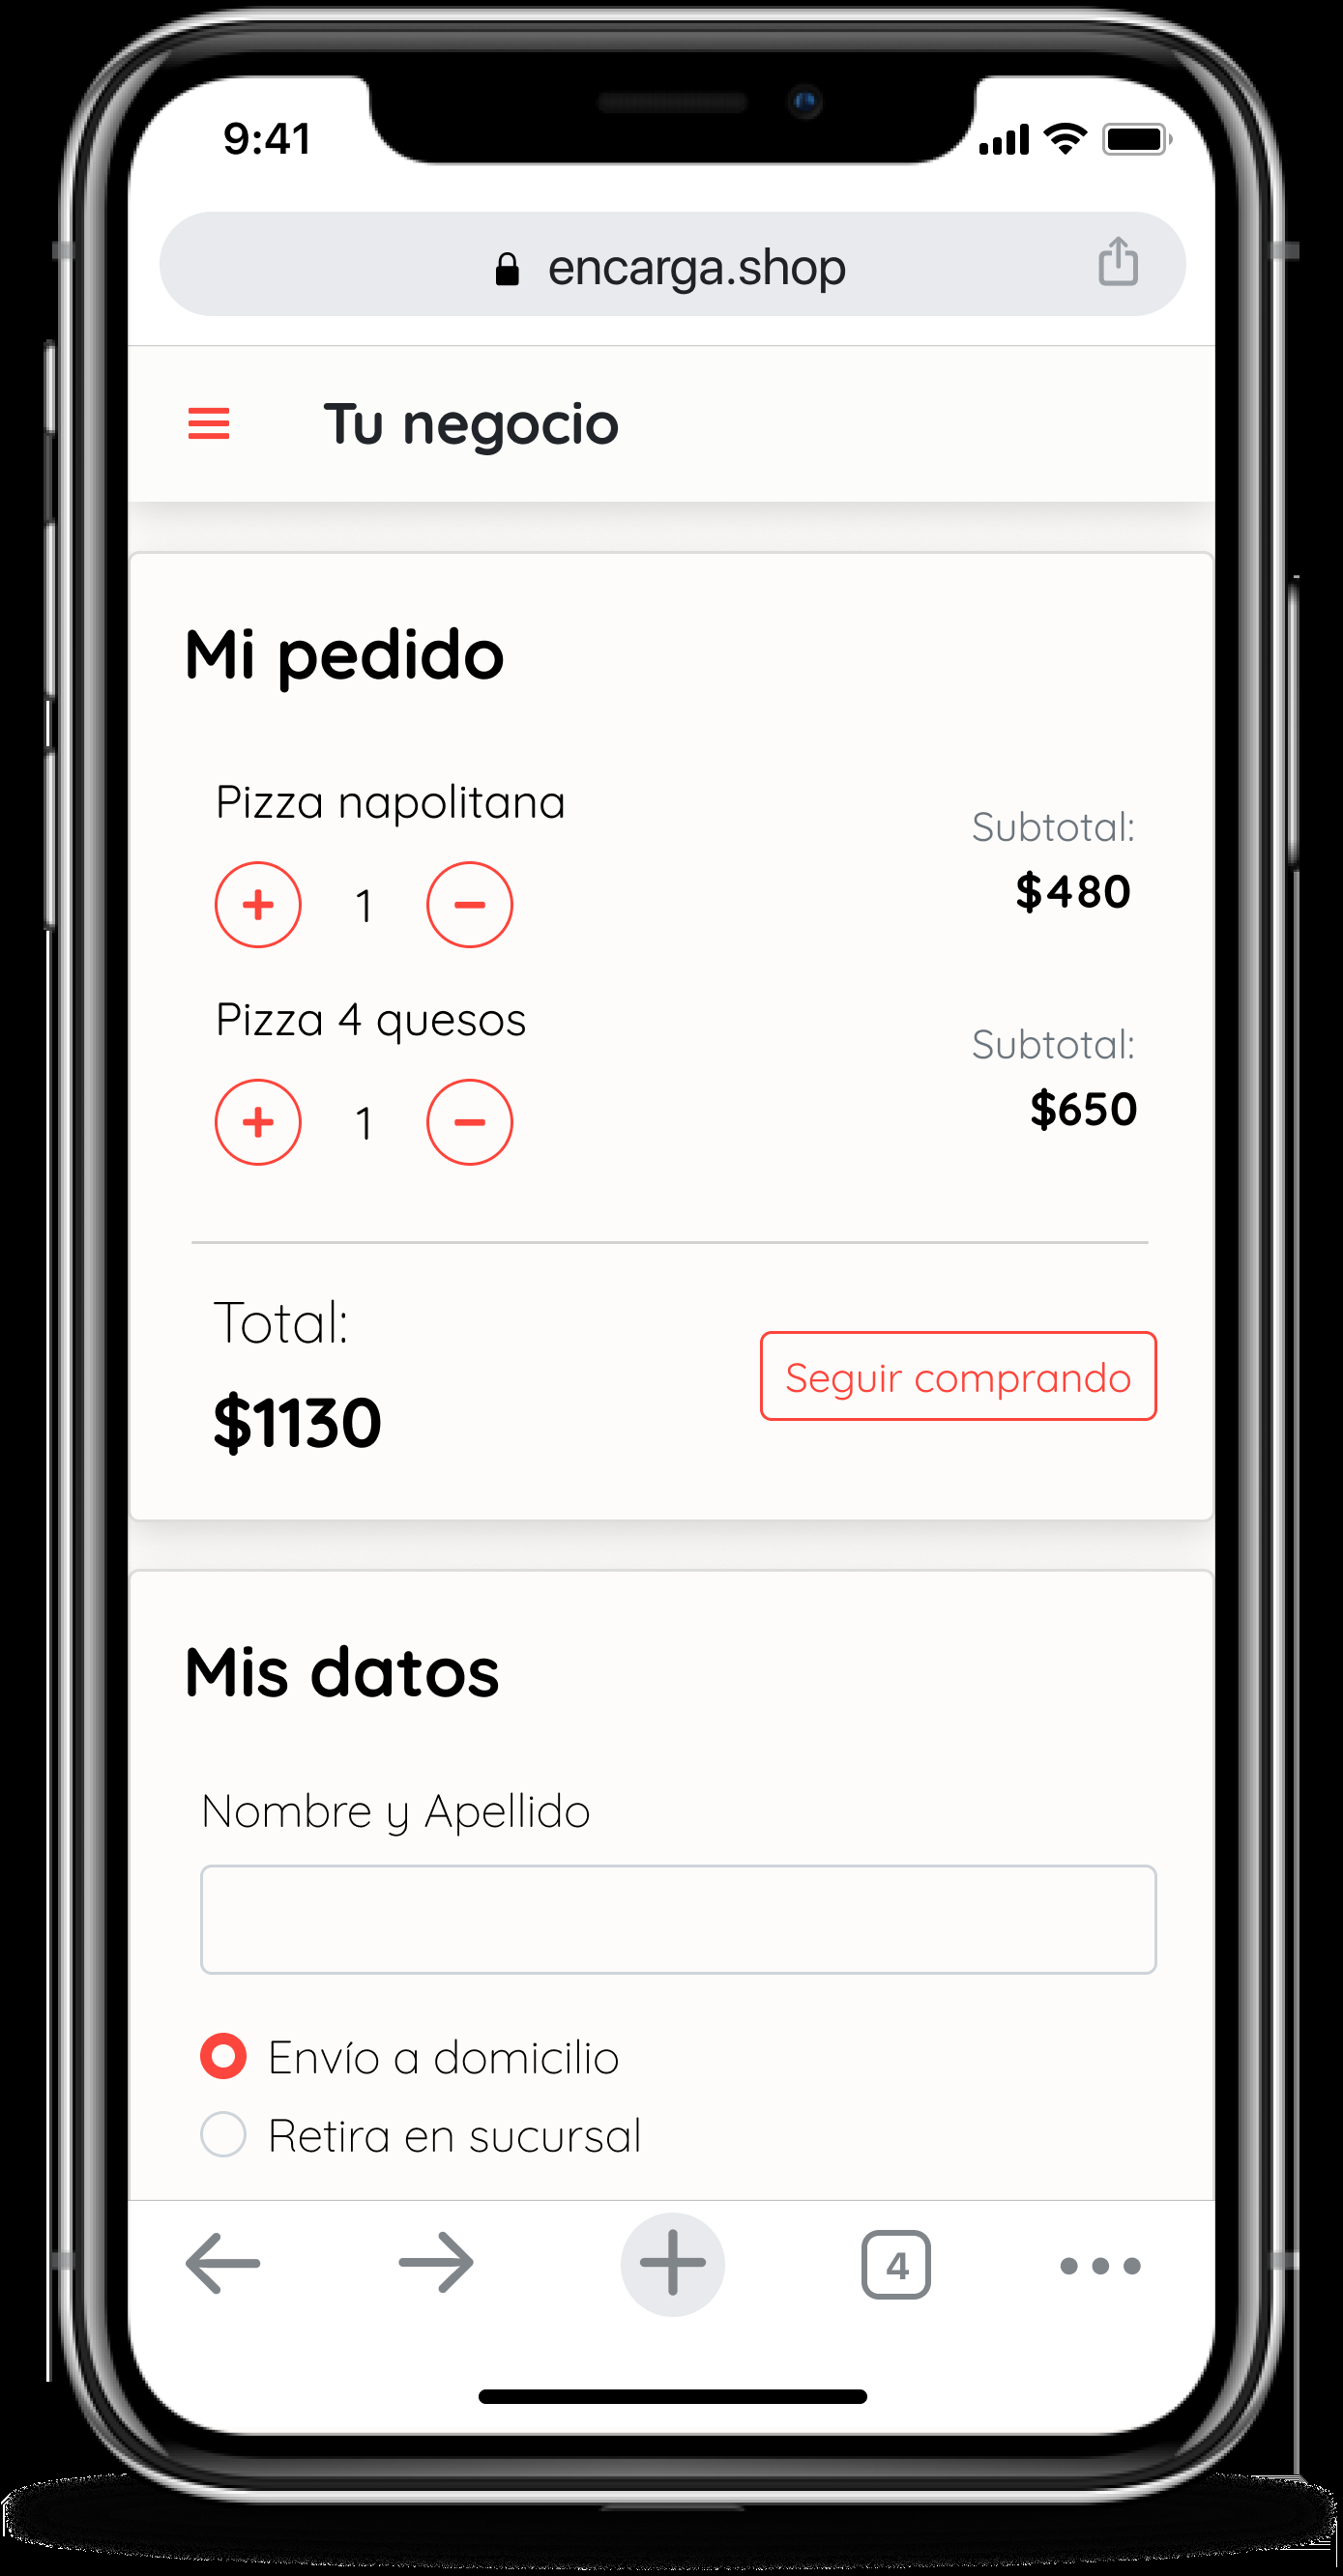 9:41
encarga.shop
Tu negocio
Mi pedido
Pizza napolitana
Subtotal:
1
$480
Pizza 4 quesos
Subtotal:
1
$650
Total:
$1130
Seguir comprando
Mis datos
Nombre y Apellido
Envío a domicilio
Retira en sucursal
4